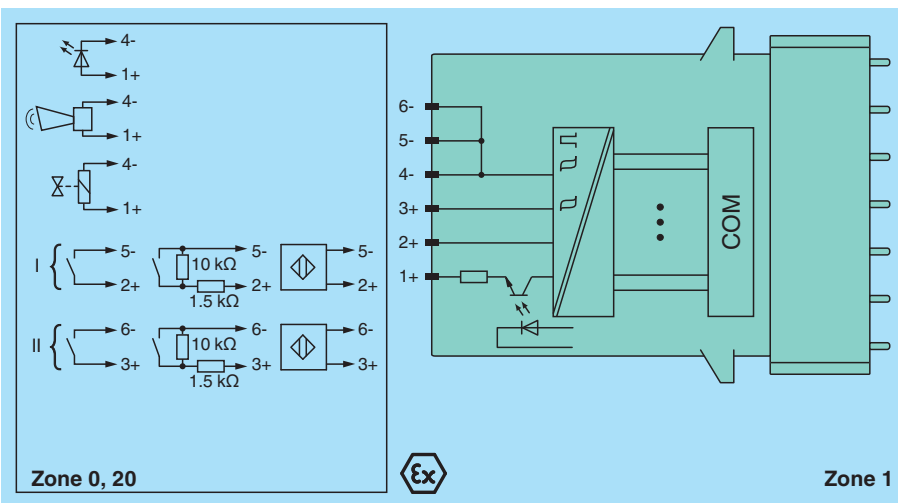 4-
1+
4-
1+
4-
1+
I
5-
2+
10 kΩ
1.5 kΩ
5-
2+
5-
2+
II
6-
3+
10 kΩ
1.5 kΩ
6-
3+
6-
3+
Zone 0, 20
6-
5-
4-
3+
2+
1+
COM
Ex
Zone 1